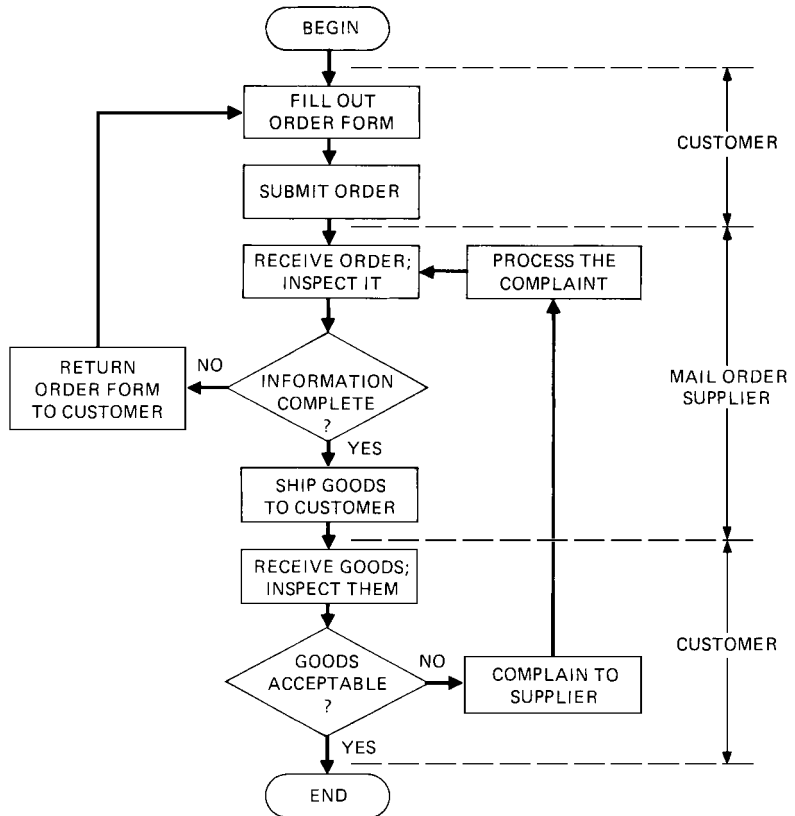 BEGIN
FILL OUT
ORDER FORM
CUSTOMER
SUBMIT ORDER
RECEIVE ORDER;
INSPECT IT
PROCESS THE
COMPLAINT
RETURN
ORDER FORM
TO CUSTOMER
NO
INFORMATION
COMPLETE
?
MAIL ORDER
SUPPLIER
YES
SHIP GOODS
TO CUSTOMER
RECEIVE GOODS;
INSPECT THEM
CUSTOMER
GOODS
ACCEPTABLE
?
NO
COMPLAIN TO
SUPPLIER
YES
END